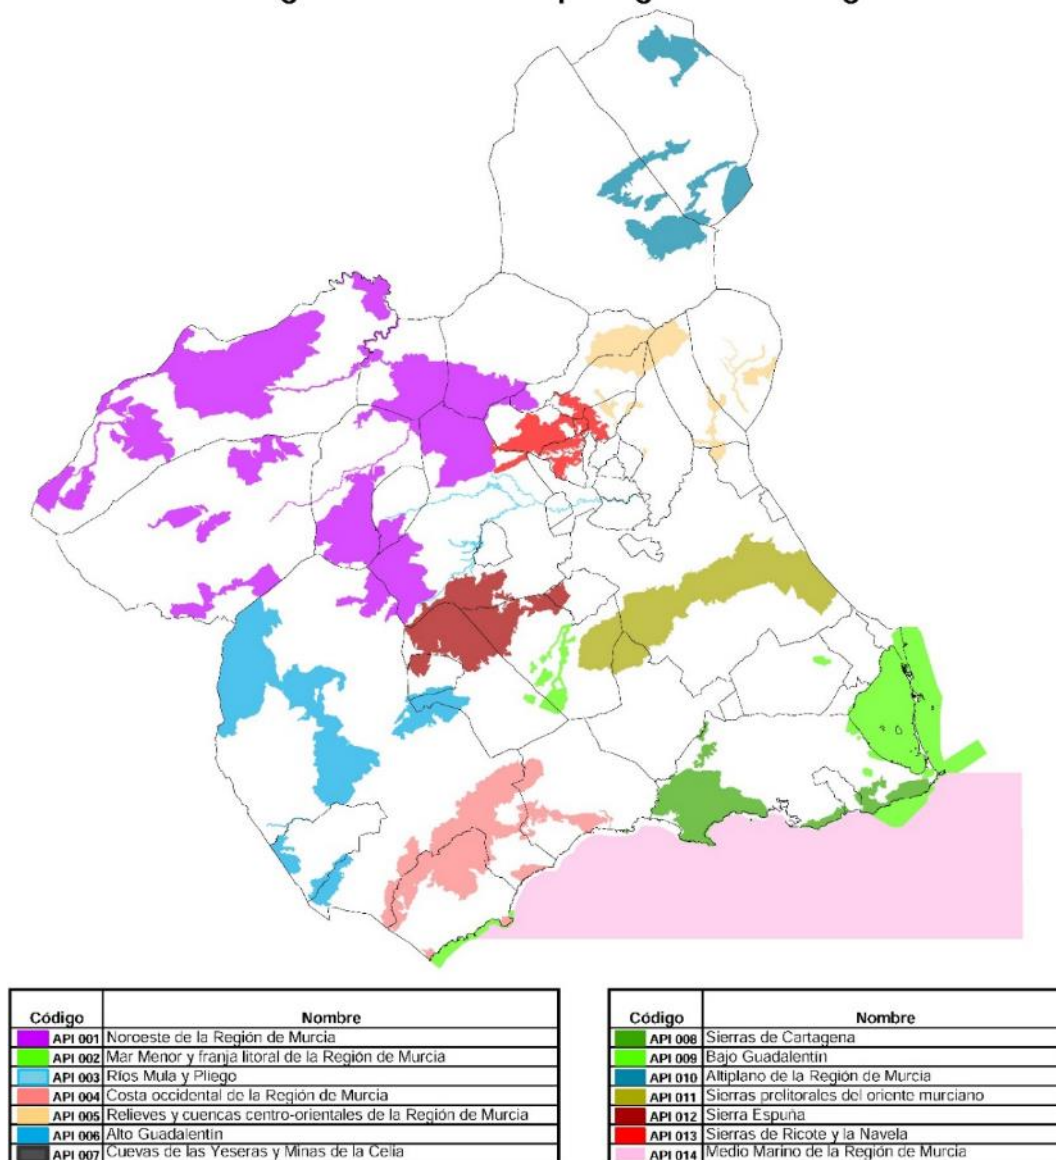 Código Nombre
API 001 Noroeste de la Región de Murcia
API 002 Mar Menor y franja litoral de la Región de Murcia
API 003 Ríos Mula y Pliego
API 004 Costa occidental de la Región de Murcia
API 005 Relieves y cuencas centro-orientales de la Región de Murcia
API 006 Alto Guadalentín
API 007 Cuevas de las Yeseras y Minas de la Celia
Código Nombre
API 008 Sierras de Cartagena
API 009 Bajo Guadalentín
API 010 Altiplano de la Región de Murcia
API 011 Sierras prelitorales del oriente murciano
API 012 Sierra Espuña
API 013 Sierras de Ricote y la Navela
API 014 Medio Marino de la Región de Murcia